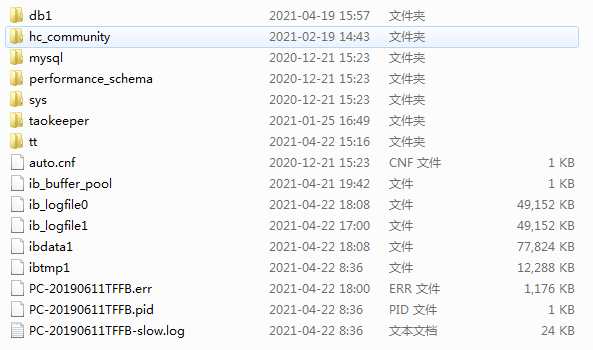 db1 2021-04-19 15:57 文件夹
hc_community 2021-02-19 14:43 文件夹
mysql 2020-12-21 15:23 文件夹
performance_schema 2020-12-21 15:23 文件夹
sys 2020-12-21 15:23 文件夹
taokeeper 2021-01-25 16:49 文件夹
tt 2021-04-22 15:16 文件夹
auto.cnf 2020-12-21 15:23 CNF 文件 1 KB
ib_buffer_pool 2021-04-21 19:42 文件 1 KB
ib_logfile0 2021-04-22 18:08 文件 49,152 KB
ib_logfile1 2021-04-22 17:00 文件 49,152 KB
ibdata1 2021-04-22 18:08 文件 77,824 KB
ibtmp1 2021-04-22 8:36 文件 12,288 KB
PC-20190611TFFB.err 2021-04-22 18:00 ERR 文件 1,176 KB
PC-20190611TFFB.pid 2021-04-22 8:36 PID 文件 1 KB
PC-20190611TFFB-slow.log 2021-04-22 8:36 文本文档 24 KB